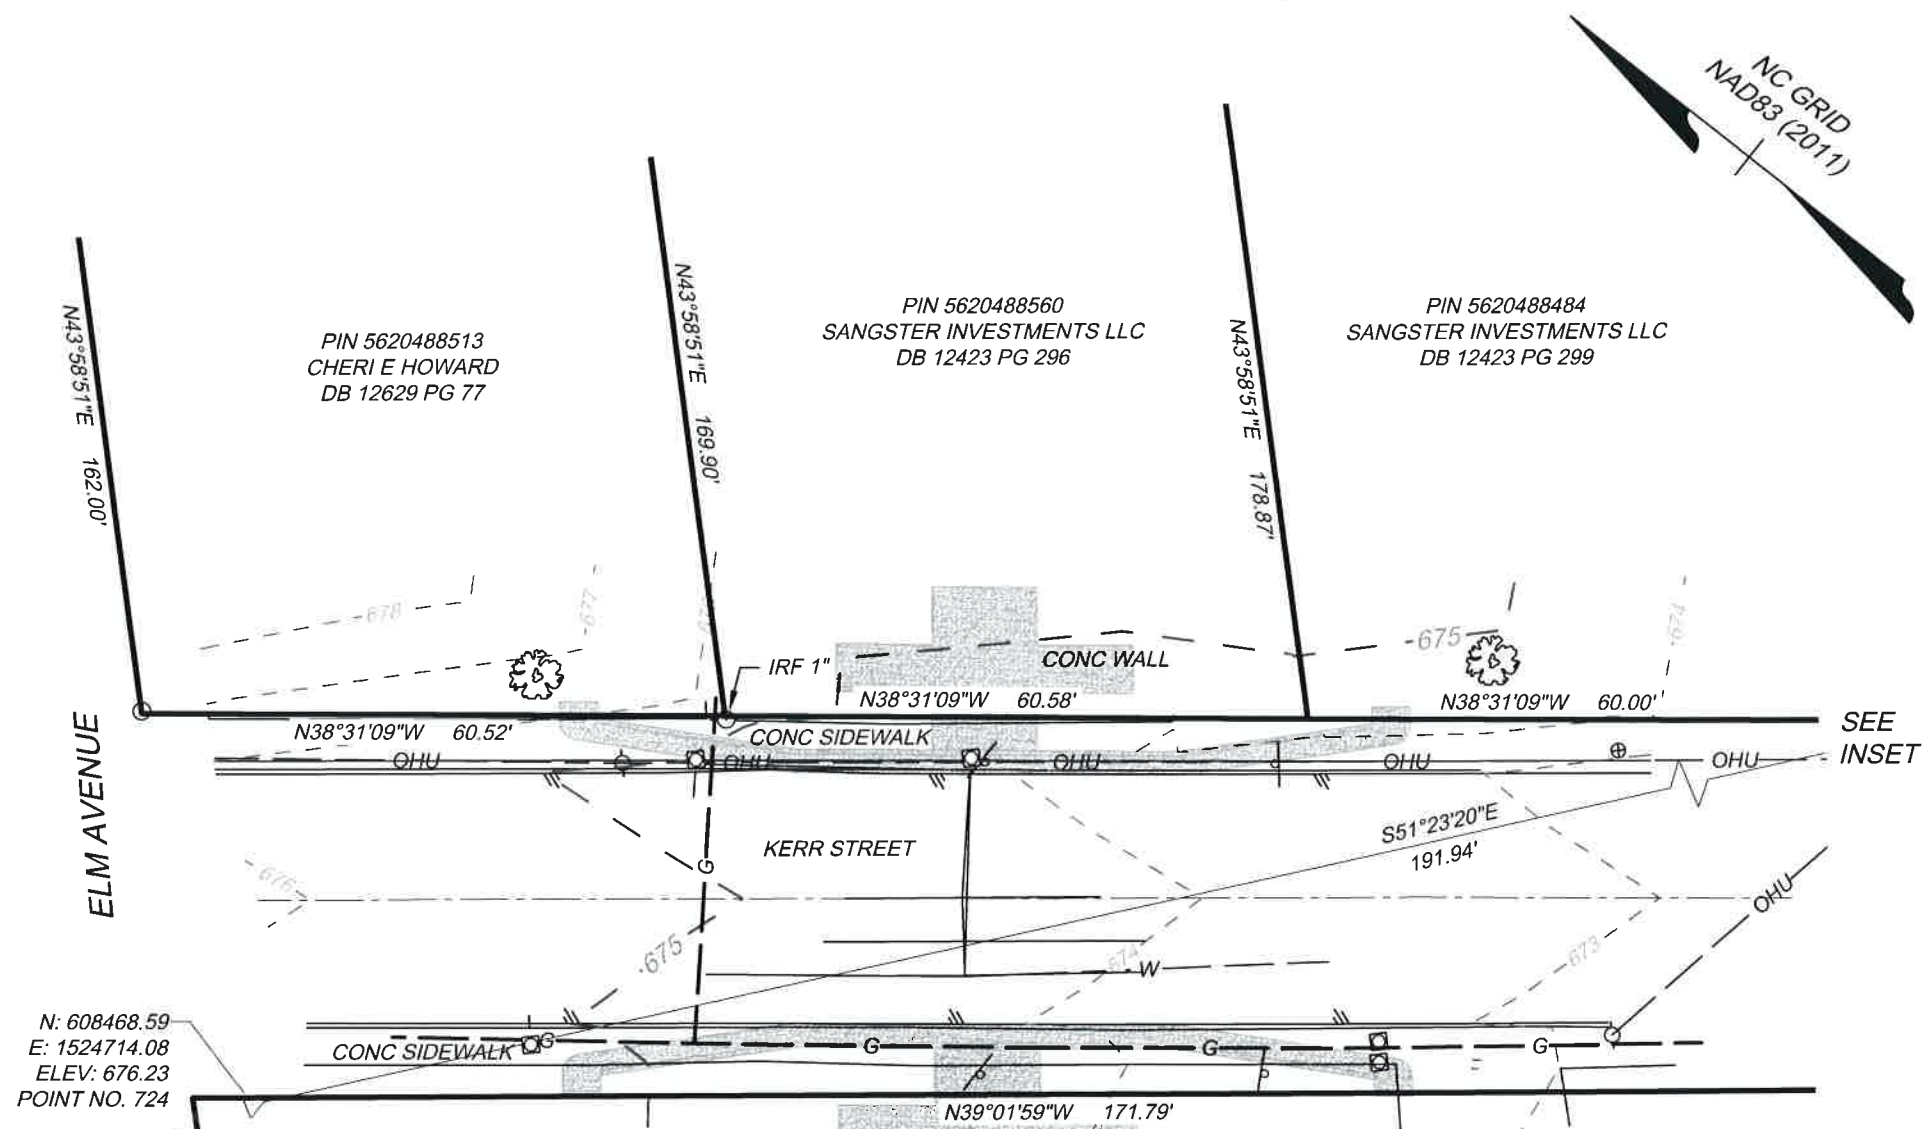 NC GRID
NAD83 (2011)
N43°58'51"E 162.00'
PIN 5620488513
CHERI E HOWARD
DB 12629 PG 77
N43°58'51"E 169.90'
PIN 5620488560
SANGSTER INVESTMENTS LLC
DB 12423 PG 296
N43°58'51"E 178.87'
PIN 5620488484
SANGSTER INVESTMENTS LLC
DB 12423 PG 299
678
677
IRF 1"
CONC WALL
675
674
N38°31'09"W 60.52'
N38°31'09"W 60.58'
N38°31'09"W 60.00'
SEE
INSET
CONC SIDEWALK
OHU
OHU
OHU
OHU
OHU
ELM AVENUE
KERR STREET
G
S51°23'20"E
191.94'
676
OHU
675
674
W
673
N: 608468.59
E: 1524714.08
ELEV: 676.23
POINT NO. 724
CONC SIDEWALK
G
G
G
G
N39°01'59"W 171.79'